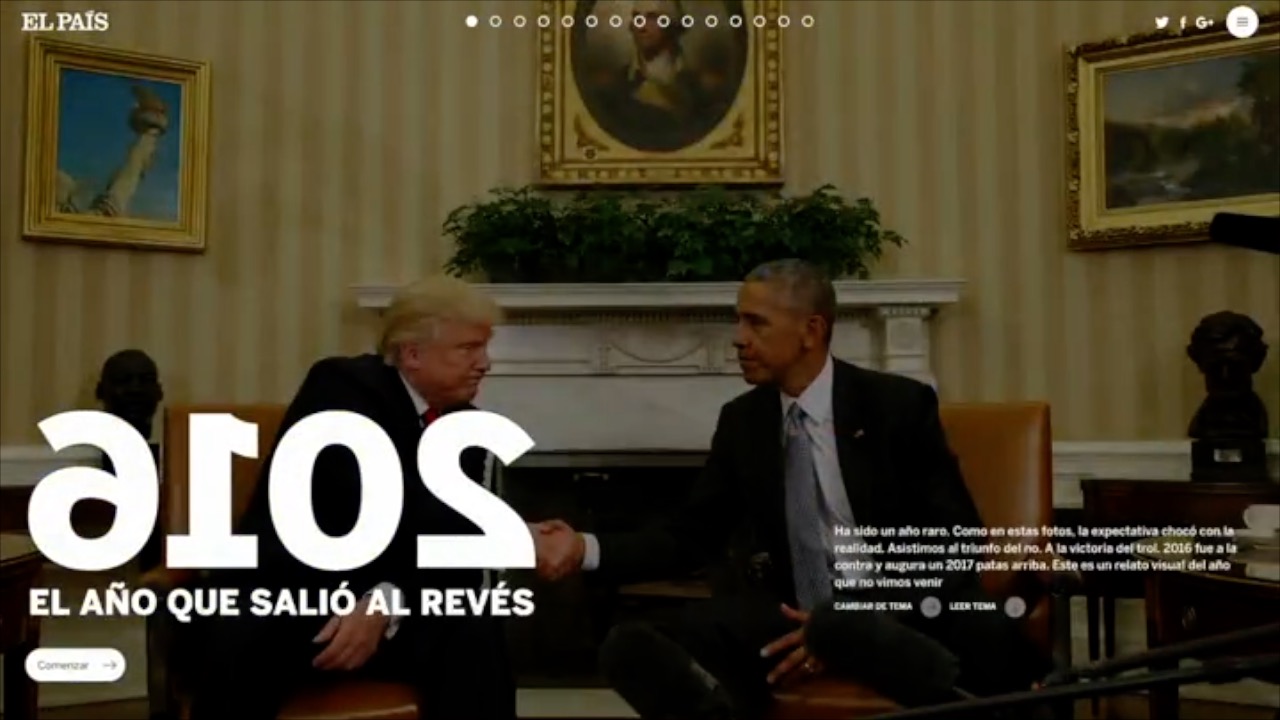 EL PAÍS
2016
EL AÑO QUE SALIÓ AL REVÉS
Comenzar
Ha sido un año raro. Como en estas fotos, la expectativa chocó con la
realidad. Asistimos al triunfo del no. A la victoria del trol. 2016 fue a la
contra y augura un 2017 patas arriba. Este es un relato visual del año
que no vimos venir
CAMBIAR DE TEMA LEER TEMA